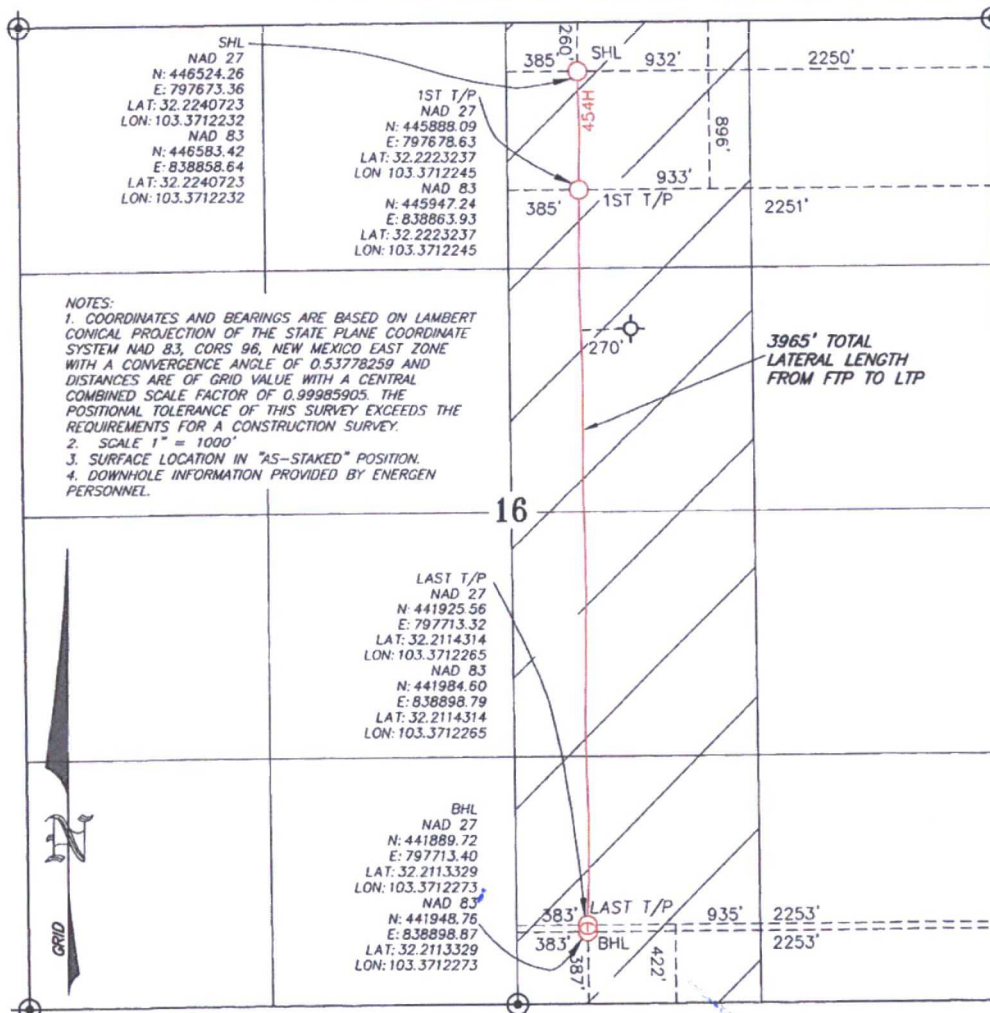 260'
SHL
385'
932'
2250'
SHL
NAD 27
N: 446524.26
E: 797673.36
LAT: 32.2240723
LON: 103.3712232
NAD 83
N: 446583.42
E: 838858.64
LAT: 32.2240723
LON: 103.3712232
1ST T/P
NAD 27
N: 445888.09
E: 797678.63
LAT: 32.2223237
LON 103.3712245
NAD 83
N: 445947.24
E: 838863.93
LAT: 32.2223237
LON: 103.3712245
454H
896'
933'
385'
1ST T/P
2251'
NOTES:
1. COORDINATES AND BEARINGS ARE BASED ON LAMBERT
CONICAL PROJECTION OF THE STATE PLANE COORDINATE
SYSTEM NAD 83, CORS 96, NEW MEXICO EAST ZONE
WITH A CONVERGENCE ANGLE OF 0.53778259 AND
DISTANCES ARE OF GRID VALUE WITH A CENTRAL
COMBINED SCALE FACTOR OF 0.99985905. THE
POSITIONAL TOLERANCE OF THIS SURVEY EXCEEDS THE
REQUIREMENTS FOR A CONSTRUCTION SURVEY.
2. SCALE 1" = 1000'
3. SURFACE LOCATION IN "AS-STAKED" POSITION.
4. DOWNHOLE INFORMATION PROVIDED BY ENERGEN
PERSONNEL.
270'
3965' TOTAL
LATERAL LENGTH
FROM FTP TO LTP
16
LAST T/P
NAD 27
N: 441925.56
E: 797713.32
LAT: 32.2114314
LON: 103.3712265
NAD 83
N: 441984.60
E: 838898.79
LAT: 32.2114314
LON: 103.3712265
BHL
NAD 27
N: 441889.72
E: 797713.40
LAT: 32.2113329
LON: 103.3712273
NAD 83
N: 441948.76
E: 838898.87
LAT: 32.2113329
LON: 103.3712273
383'
LAST T/P
935'
2253'
383'
BHL
2253'
387'
422'
N
GRID